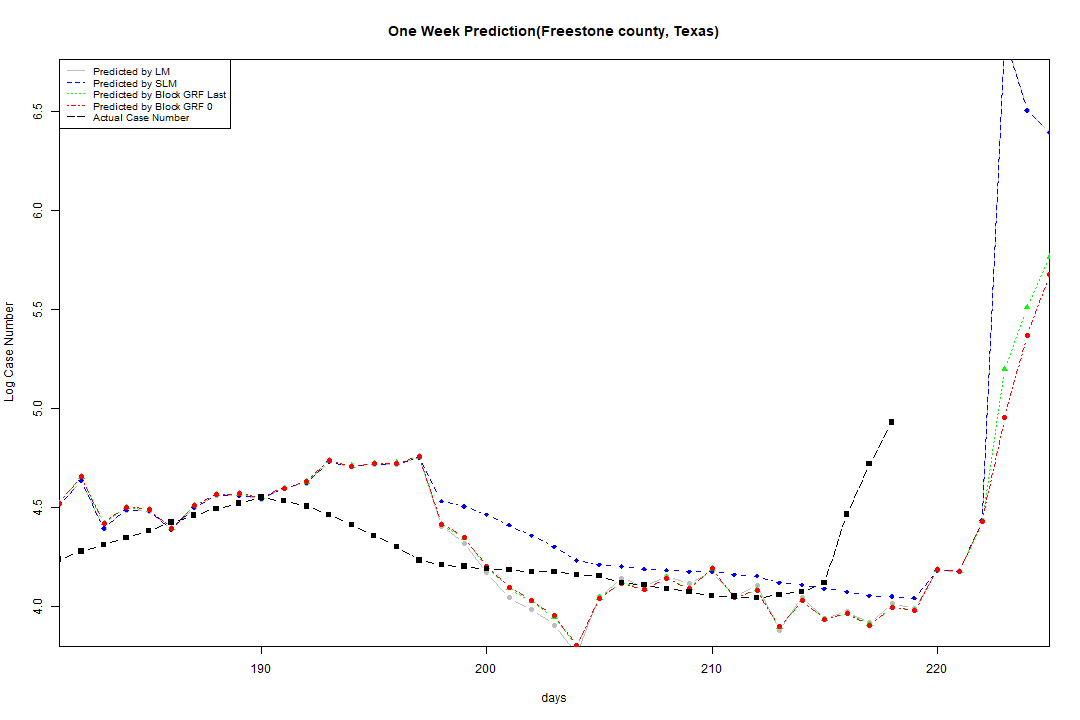 One Week Prediction(Freestone county, Texas)
Predicted by LM
Predicted by SLM
Predicted by Block GRF Last
Predicted by Block GRF 0
Actual Case Number
6.5
6.0
5.5
5.0
4.5
4.0
Log Case Number
190 200 210 220
days